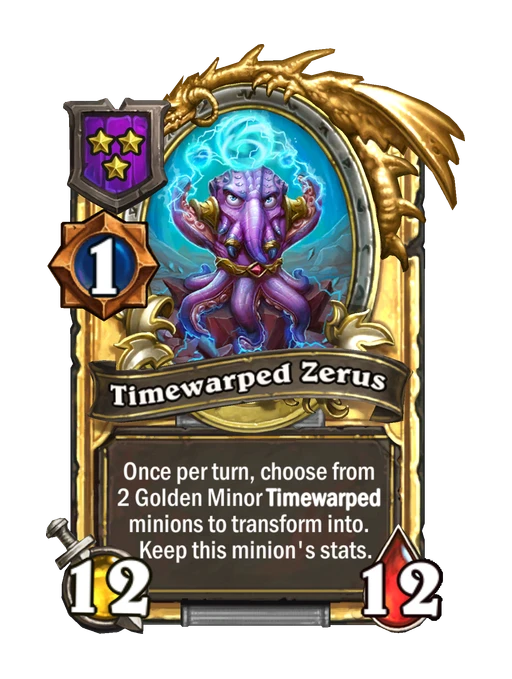 1
Timewarped Zerus
Once per turn, choose from
2 Golden Minor Timewarped
minions to transform into.
Keep this minion's stats.
12
12